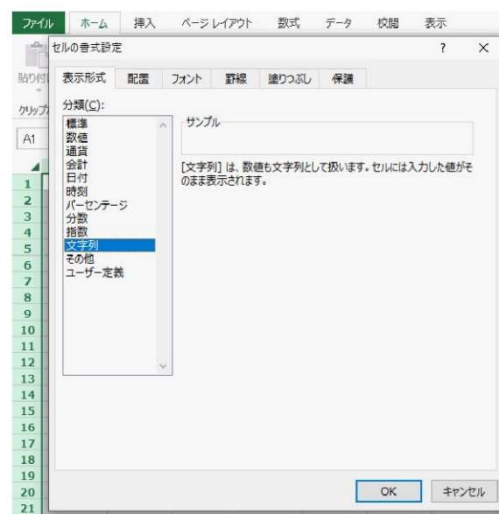 ファイル ホーム 挿入 ページ レイアウト 数式 データ 校閲 表示
セルの書式設定 ? ×
表示形式 配置 フォント 罫線 塗りつぶし 保護
分類(C):
標準
数値
通貨
会計
日付
時刻
パーセンテージ
分数
指数
文字列
その他
ユーザー定義
サンプル
[文字列] は、数値も文字列として扱います。セルには入力した値がそ
のまま表示されます。
貼り付
クリップ
A1
1
2
3
4
5
6
7
8
9
10
11
12
13
14
15
16
17
18
19
20
21
OK キャンセル